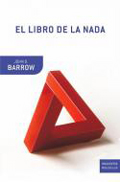 EL LIBRO DE LA NADA
JOHN D.
BARROW